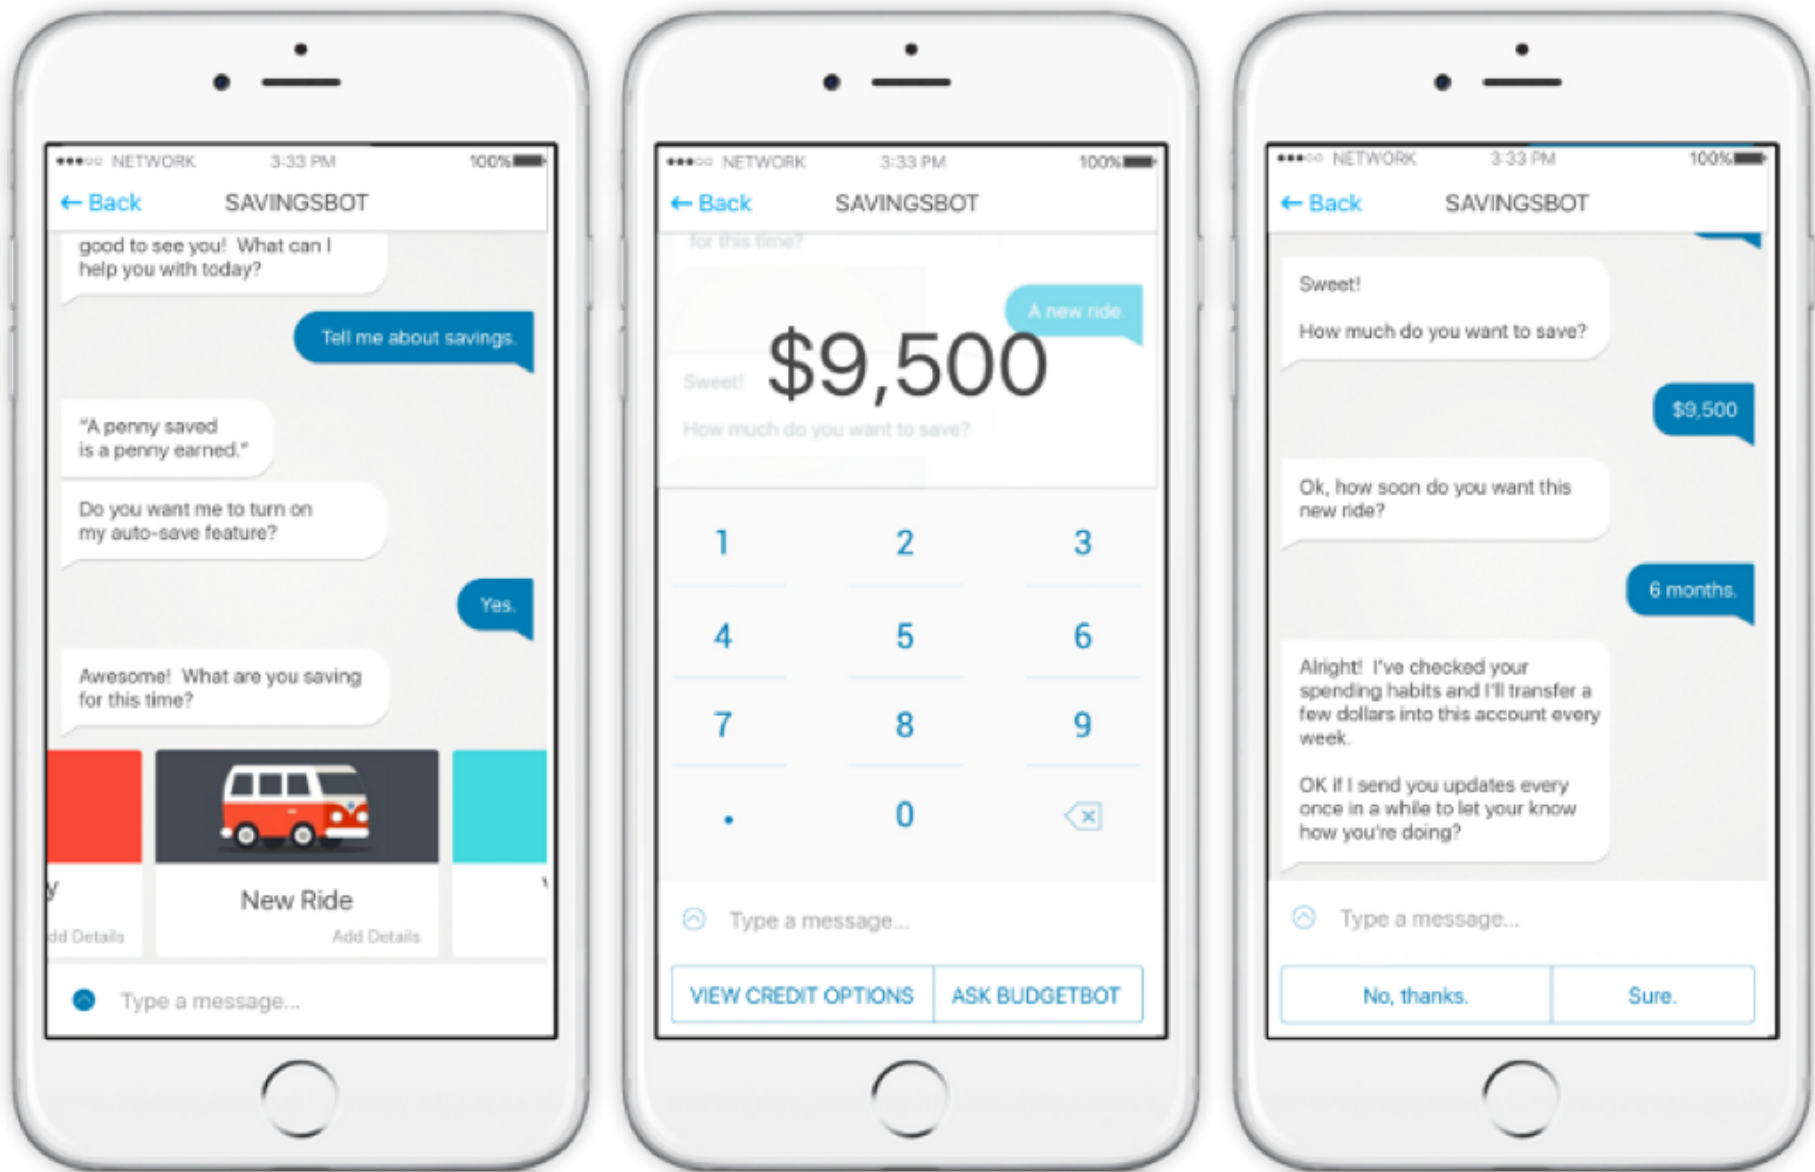 NETWORK 3:33 PM 100%
← Back SAVINGSBOT
good to see you! What can I
help you with today?
Tell me about savings.
"A penny saved
is a penny earned."
Do you want me to turn on
my auto-save feature?
Yes.
Awesome! What are you saving
for this time?
y
dd Details
New Ride
Add Details
Type a message...
NETWORK 3:33 PM 100%
← Back SAVINGSBOT
for this time?
A new ride.
$9,500
Sweet!
How much do you want to save?
1 2 3
4 5 6
7 8 9
. 0
Type a message...
VIEW CREDIT OPTIONS ASK BUDGETBOT
NETWORK 3:33 PM 100%
← Back SAVINGSBOT
Sweet!
How much do you want to save?
$9,500
Ok, how soon do you want this
new ride?
6 months.
Alright! I've checked your
spending habits and I'll transfer a
few dollars into this account every
week.
OK if I send you updates every
once in a while to let your know
how you're doing?
Type a message...
No, thanks. Sure.